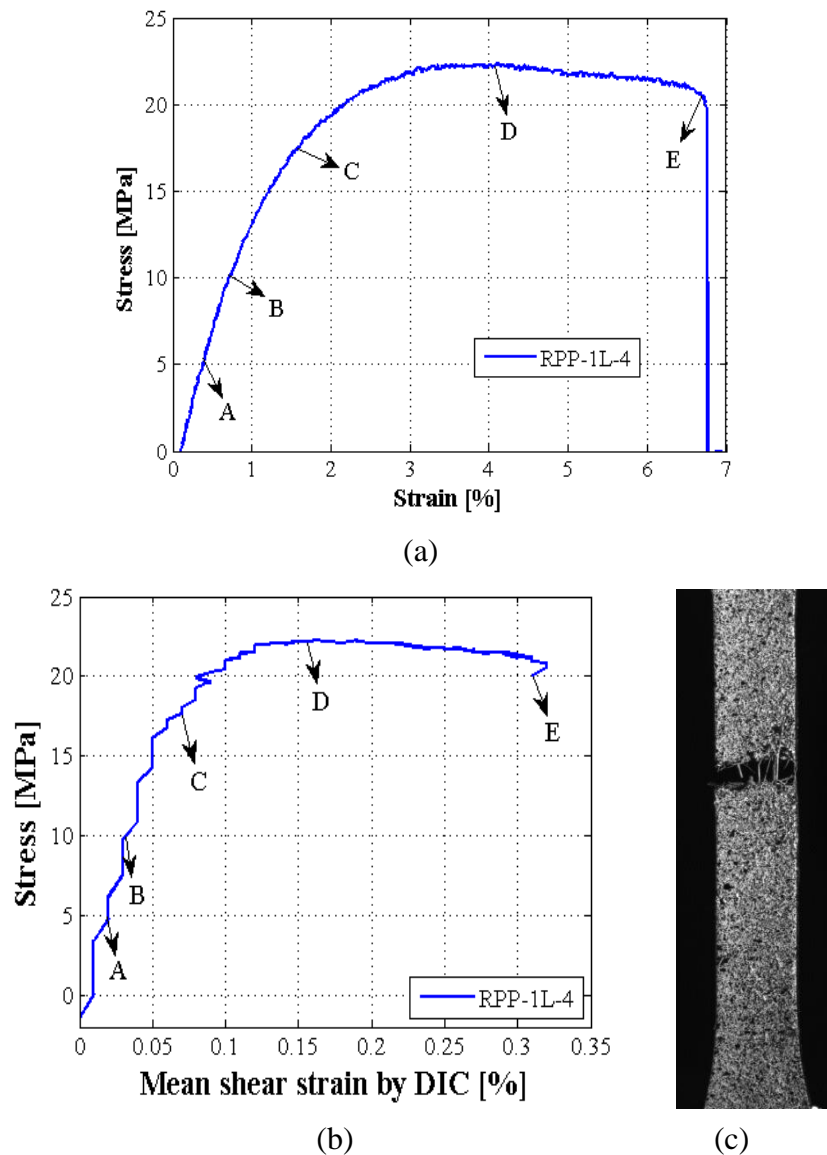 25
20
15
10
5
0
Stress [MPa]
A
B
C
D
E
RPP-1L-4
0 1 2 3 4 5 6 7
Strain [%]
(a)
25
20
15
10
5
0
Stress [MPa]
A
B
C
D
E
RPP-1L-4
0 0.05 0.1 0.15 0.2 0.25 0.3 0.35
Mean shear strain by DIC [%]
(b) (c)